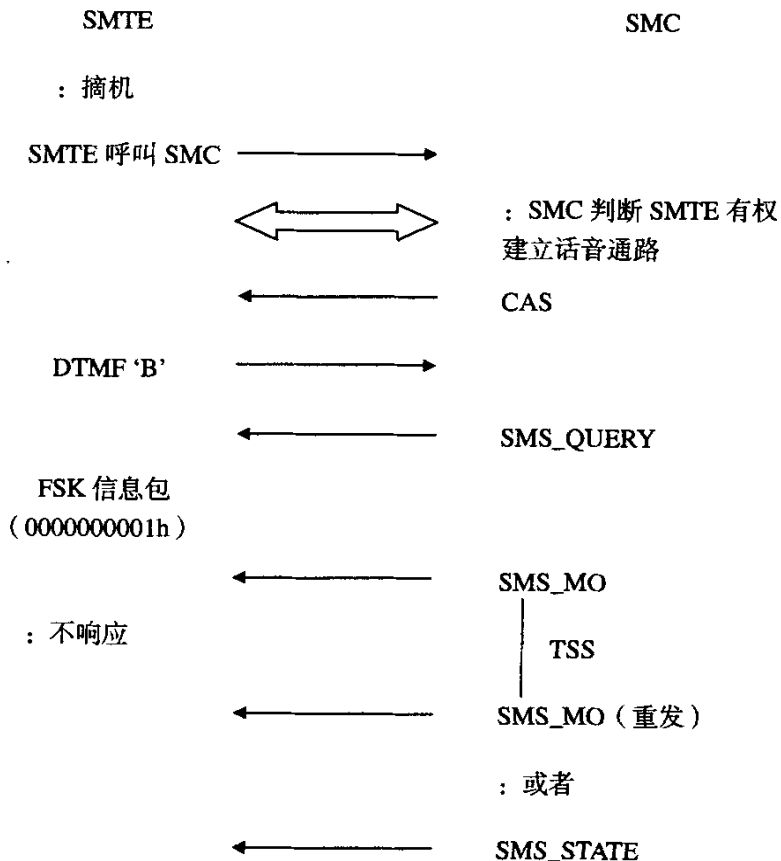 SMTE
SMC
：摘机
SMTE 呼叫 SMC
：SMC 判断 SMTE 有权
建立话音通路
CAS
DTMF ‘B’
SMS_QUERY
FSK 信息包
（0000000001h）
SMS_MO
：不响应
TSS
SMS_MO（重发）
：或者
SMS_STATE